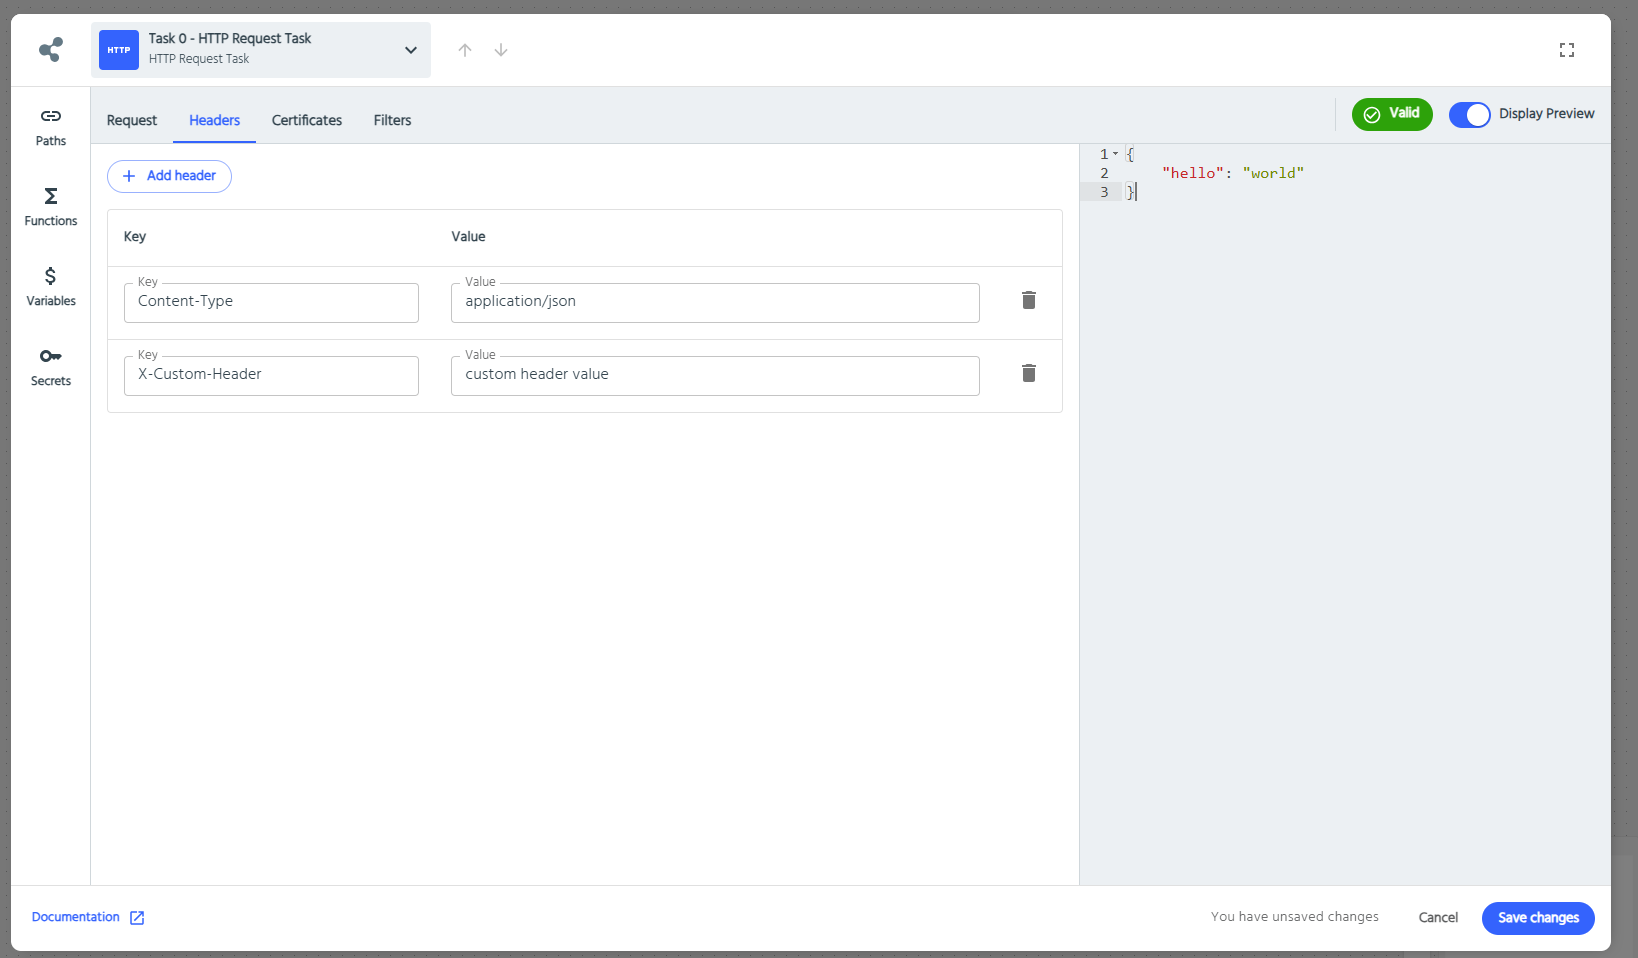 HTTP
Task 0 - HTTP Request Task
HTTP Request Task
Paths
Functions
Variables
Secrets
Request Headers Certificates Filters
Valid
Display Preview
Add header
Key Value
Key Value
Content-Type application/json
Key Value
X-Custom-Header custom header value
1 {
2 "hello": "world"
3 }
Documentation
You have unsaved changes
Cancel
Save changes